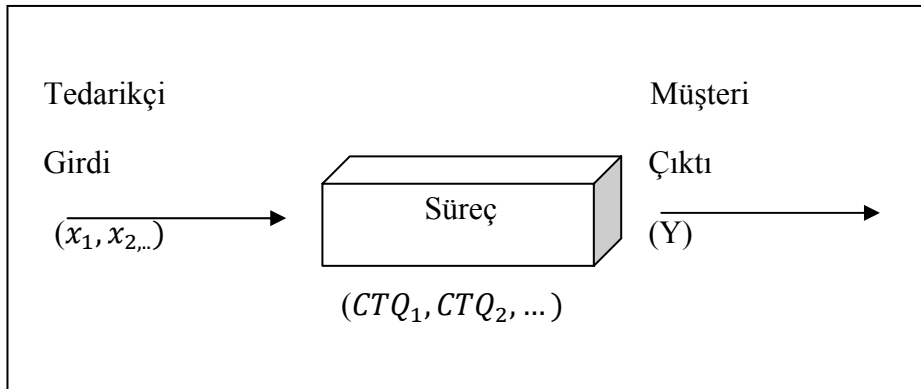 Tedarikçi
Girdi
(x₁, x₂,..)
Süreç
(CTQ₁, CTQ₂, … )
Müşteri
Çıktı
(Y)